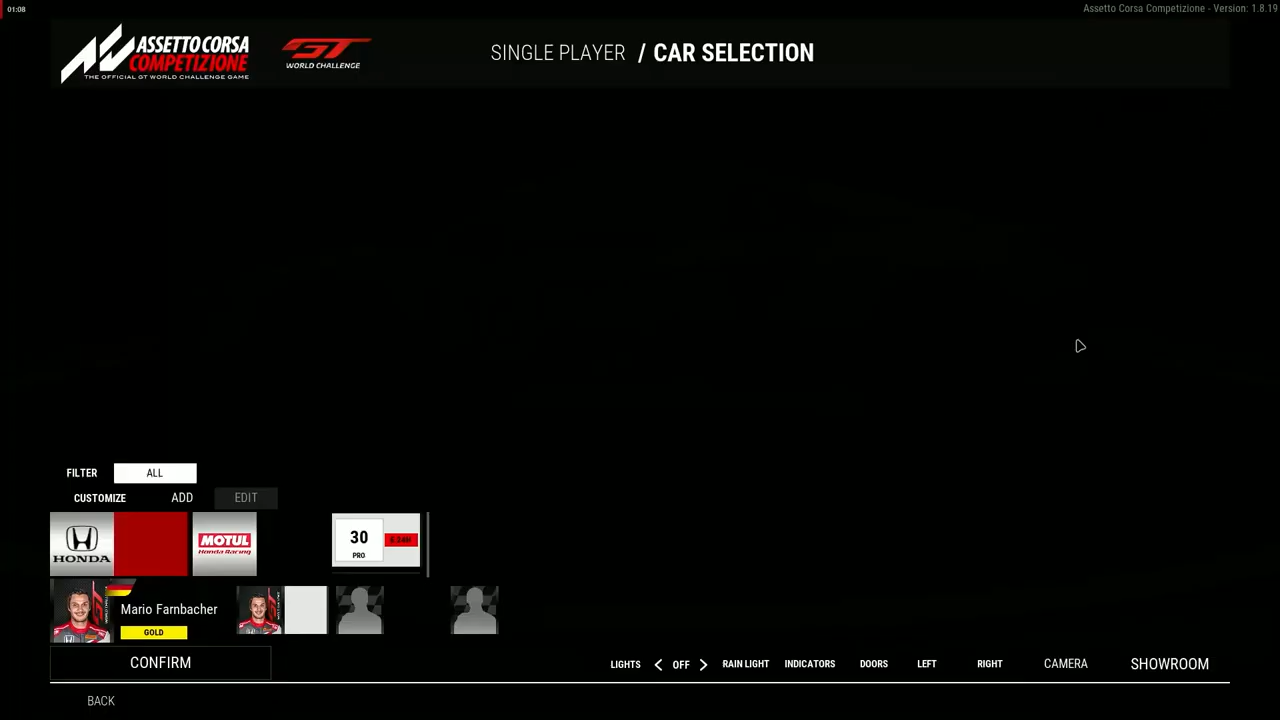 01:08
Assetto Corsa Competizione - Version: 1.8.19
ASSETTO CORSA
COMPETIZIONE
THE OFFICIAL GT WORLD CHALLENGE GAME
GT
WORLD CHALLENGE
SINGLE PLAYER / CAR SELECTION
FILTER ALL
CUSTOMIZE ADD EDIT
HONDA
MOTUL
Honda Racing
30
PRO
Mario Farnbacher
GOLD
CONFIRM
LIGHTS < OFF > RAIN LIGHT INDICATORS DOORS LEFT RIGHT CAMERA SHOWROOM
BACK